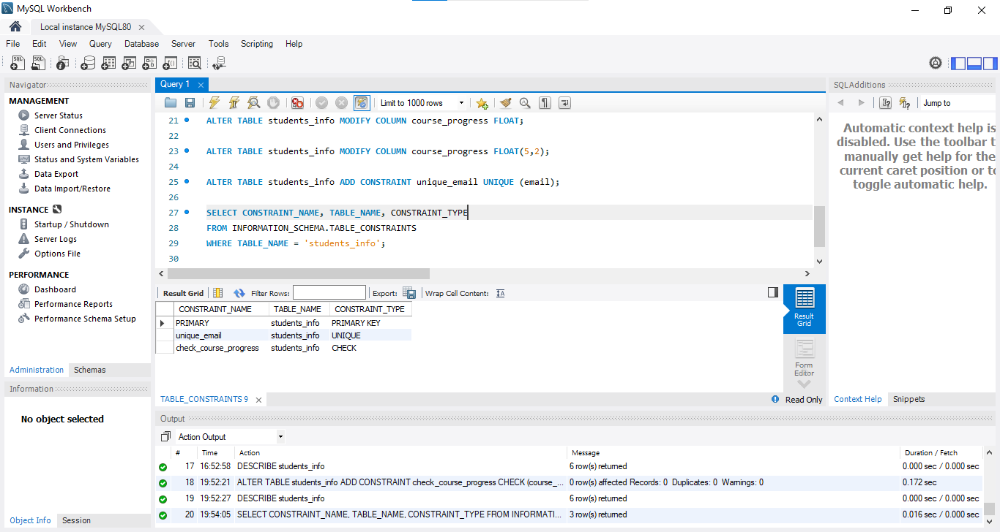 MySQL Workbench
Local instance MySQL80
File Edit View Query Database Server Tools Scripting Help
Navigator
MANAGEMENT
Server Status
Client Connections
Users and Privileges
Status and System Variables
Data Export
Data Import/Restore
INSTANCE
Startup / Shutdown
Server Logs
Options File
PERFORMANCE
Dashboard
Performance Reports
Performance Schema Setup
Administration Schemas
Information
No object selected
Object Info Session
Query 1
Limit to 1000 rows
21 ALTER TABLE students_info MODIFY COLUMN course_progress FLOAT;
22
23 ALTER TABLE students_info MODIFY COLUMN course_progress FLOAT(5,2);
24
25 ALTER TABLE students_info ADD CONSTRAINT unique_email UNIQUE (email);
26
27 SELECT CONSTRAINT_NAME, TABLE_NAME, CONSTRAINT_TYPE
28 FROM INFORMATION_SCHEMA.TABLE_CONSTRAINTS
29 WHERE TABLE_NAME = 'students_info';
30
Result Grid Filter Rows: Export: Wrap Cell Content:
CONSTRAINT_NAME TABLE_NAME CONSTRAINT_TYPE
PRIMARY students_info PRIMARY KEY
unique_email students_info UNIQUE
check_course_progress students_info CHECK
Result
Grid
Form
Editor
TABLE_CONSTRAINTS 9
Read Only
SQLAdditions
Jump to
Automatic context help is
disabled. Use the toolbar t
manually get help for the
current caret position or to
toggle automatic help.
Context Help Snippets
Output
Action Output
# Time Action Message Duration / Fetch
17 16:52:58 DESCRIBE students_info 6 row(s) returned 0.000 sec / 0.000 sec
18 19:52:21 ALTER TABLE students_info ADD CONSTRAINT check_course_progress CHECK (course_... 0 row(s) affected Records: 0 Duplicates: 0 Warnings: 0 0.172 sec
19 19:52:27 DESCRIBE students_info 6 row(s) returned 0.000 sec / 0.000 sec
20 19:54:05 SELECT CONSTRAINT_NAME, TABLE_NAME, CONSTRAINT_TYPE FROM INFORMATI... 3 row(s) returned 0.016 sec / 0.000 sec